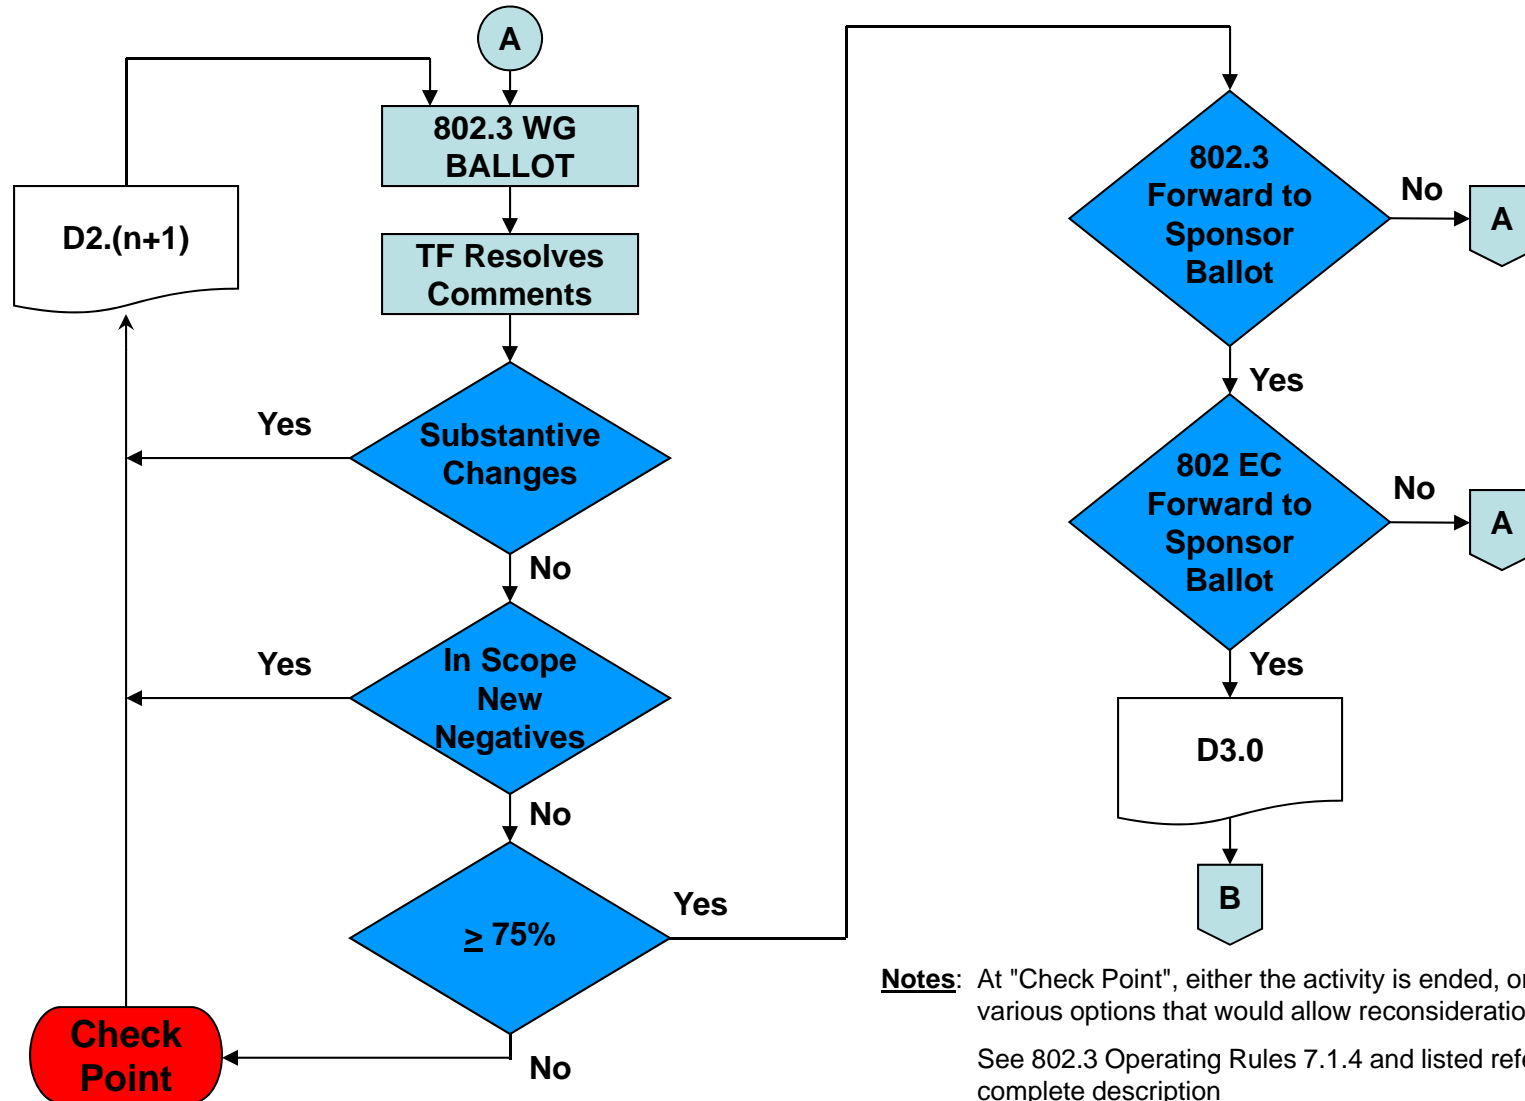 A
802.3 WG
BALLOT
D2.(n+1)
TF Resolves
Comments
Yes
Substantive
Changes
No
Yes
In Scope
New
Negatives
No
≥ 75%
Yes
Check
Point
No
802.3
Forward to
Sponsor
Ballot
No
A
Yes
802 EC
Forward to
Sponsor
Ballot
No
A
Yes
D3.0
B
Notes: At "Check Point", either the activity is ended, or
various options that would allow
See 802.3 Operating Rules 7.1.4 and listed
complete description